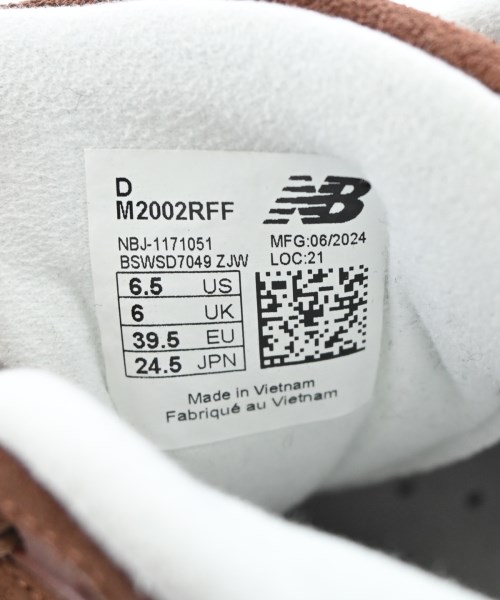 D
M2002RFF
NB
NBJ-1171051
BSWSD7049 ZJW
MFG:06/2024
LOC:21
6.5 US
6 UK
39.5 EU
24.5 JPN
Made in Vietnam
Fabriqué au Vietnam